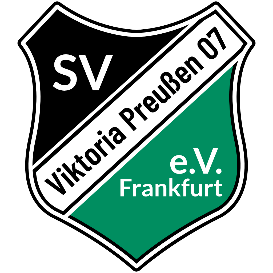 SV
Viktoria Preußen 07
e.V.
Frankfurt